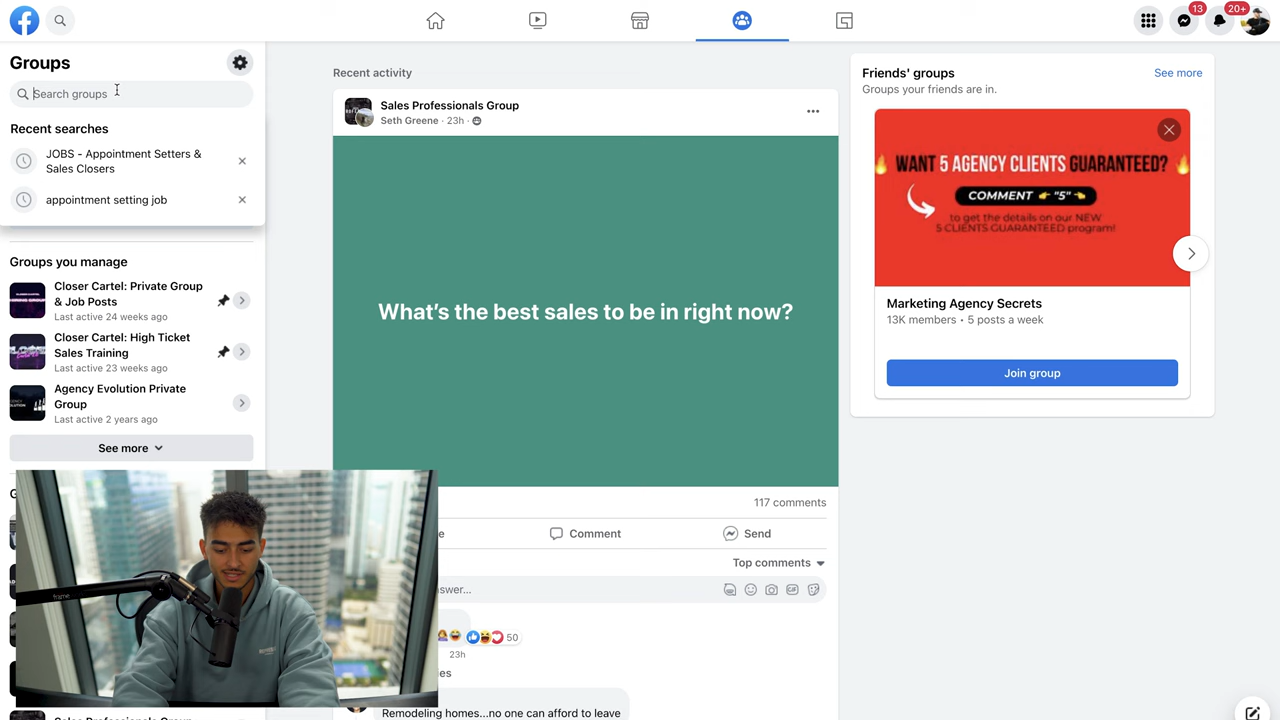 13
20+
Groups
Search groups
Recent searches
JOBS - Appointment Setters &
Sales Closers
appointment setting job
Groups you manage
Closer Cartel: Private Group
& Job Posts
Last active 24 weeks ago
Closer Cartel: High Ticket
Sales Training
Last active 23 weeks ago
Agency Evolution Private
Group
Last active 2 years ago
See more
Recent activity
Sales Professionals Group
Seth Greene · 23h ·
What's the best sales to be in right now?
117 comments
Comment
Send
Top comments
swer...
GIF
50
23h
es
Remodeling homes...no one can afford to leave
Friends' groups
See more
Groups your friends are in.
WANT 5 AGENCY CLIENTS GUARANTEED?
COMMENT 👉 "5" 👈
to get the details on our NEW
5 CLIENTS GUARANTEED program!
Marketing Agency Secrets
13K members • 5 posts a week
Join group